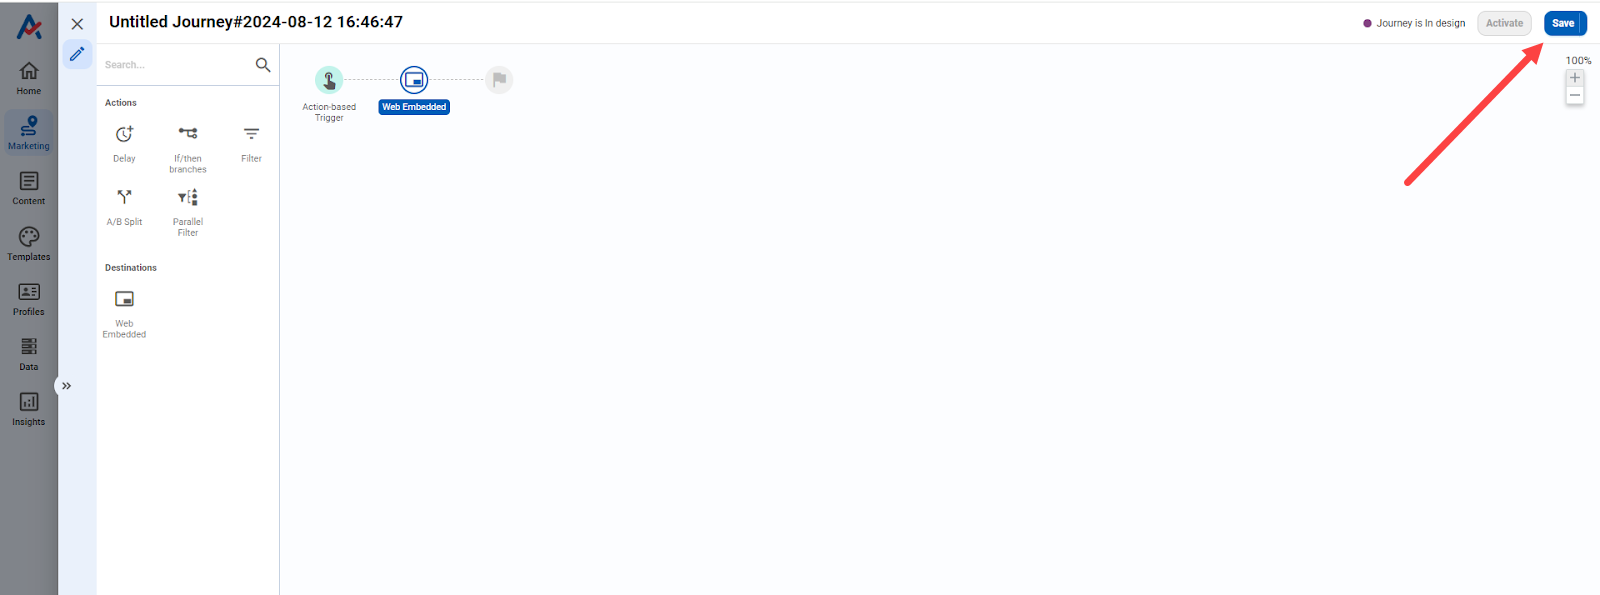 Untitled Journey#2024-08-12 16:46:47
Journey is In design
Activate
Save
Home
Marketing
Content
Templates
Profiles
Data
Insights
Search...
Actions
Delay
If/then
branches
Filter
A/B Split
Parallel
Filter
Destinations
Web
Embedded
Action-based
Trigger
Web Embedded
100%